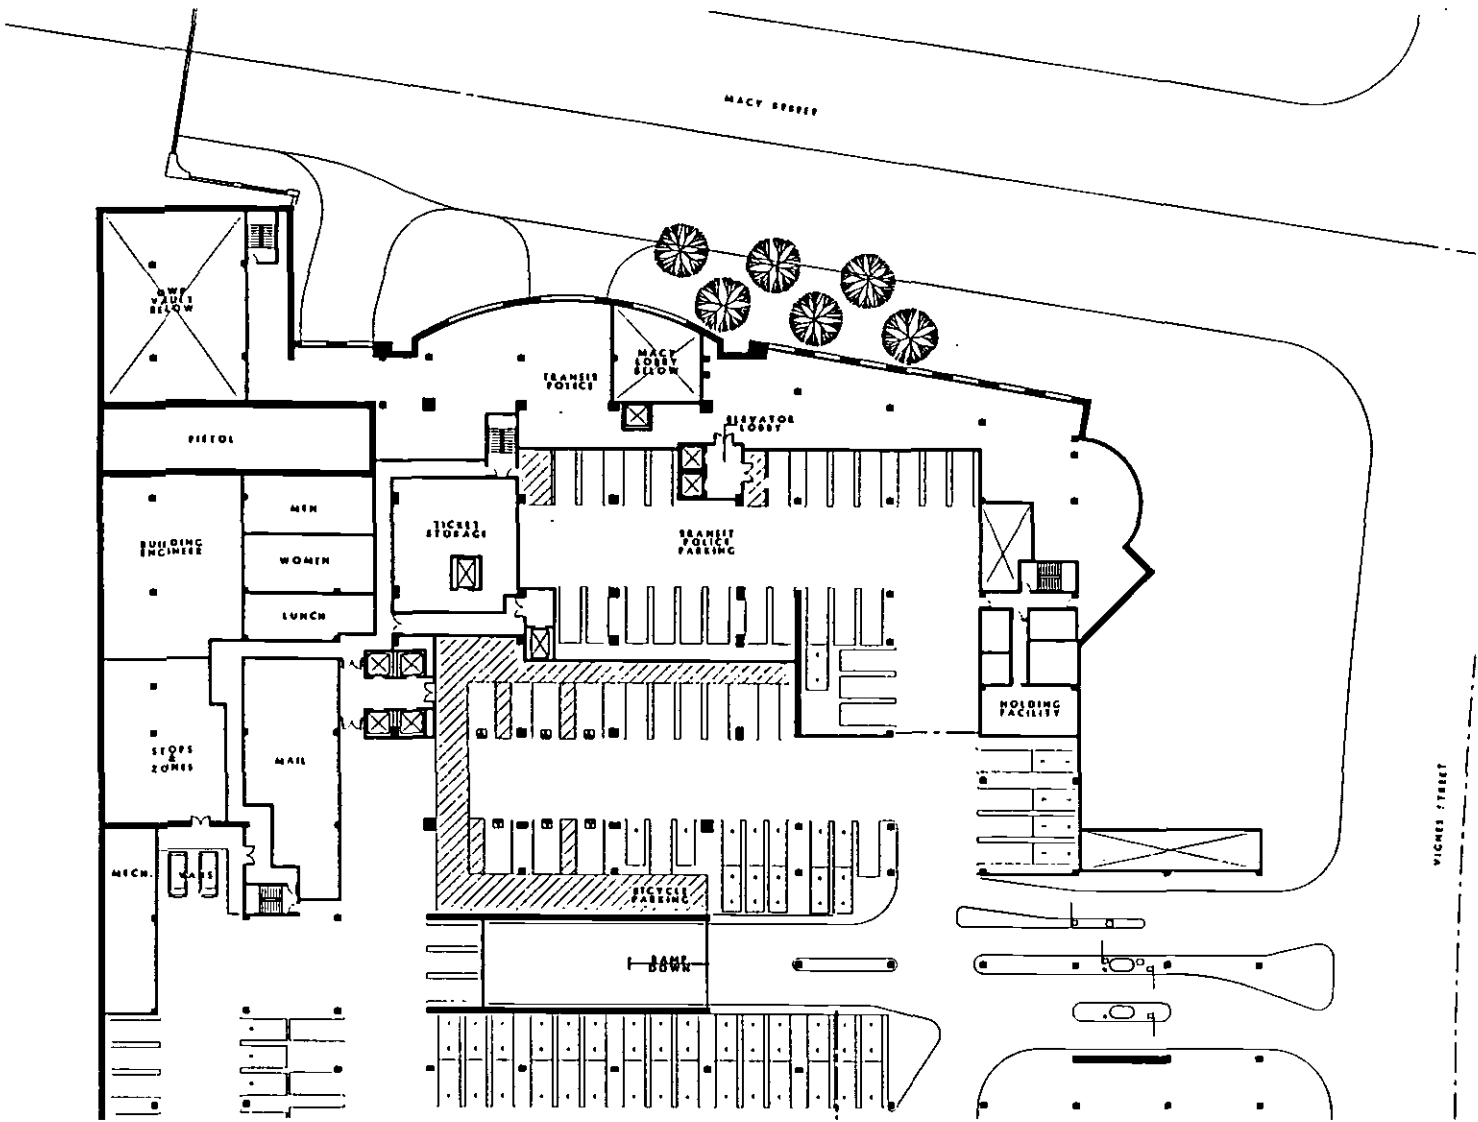 MACY STREET
DWP
VAULT
BELOW
MACY
LOBBY
BELOW
TRANSIT
POLICE
ELEVATOR
LOBBY
PISTOL
MEN
TICKET
STORAGE
TRANSIT
POLICE
PARKING
BUILDING
ENGINEER
WOMEN
LUNCH
HOLDING
FACILITY
STOPS
&
ZONES
MAIL
VIGNES STREET
MECH.
VANS
BICYCLE
PARKING
RAMP
DOWN